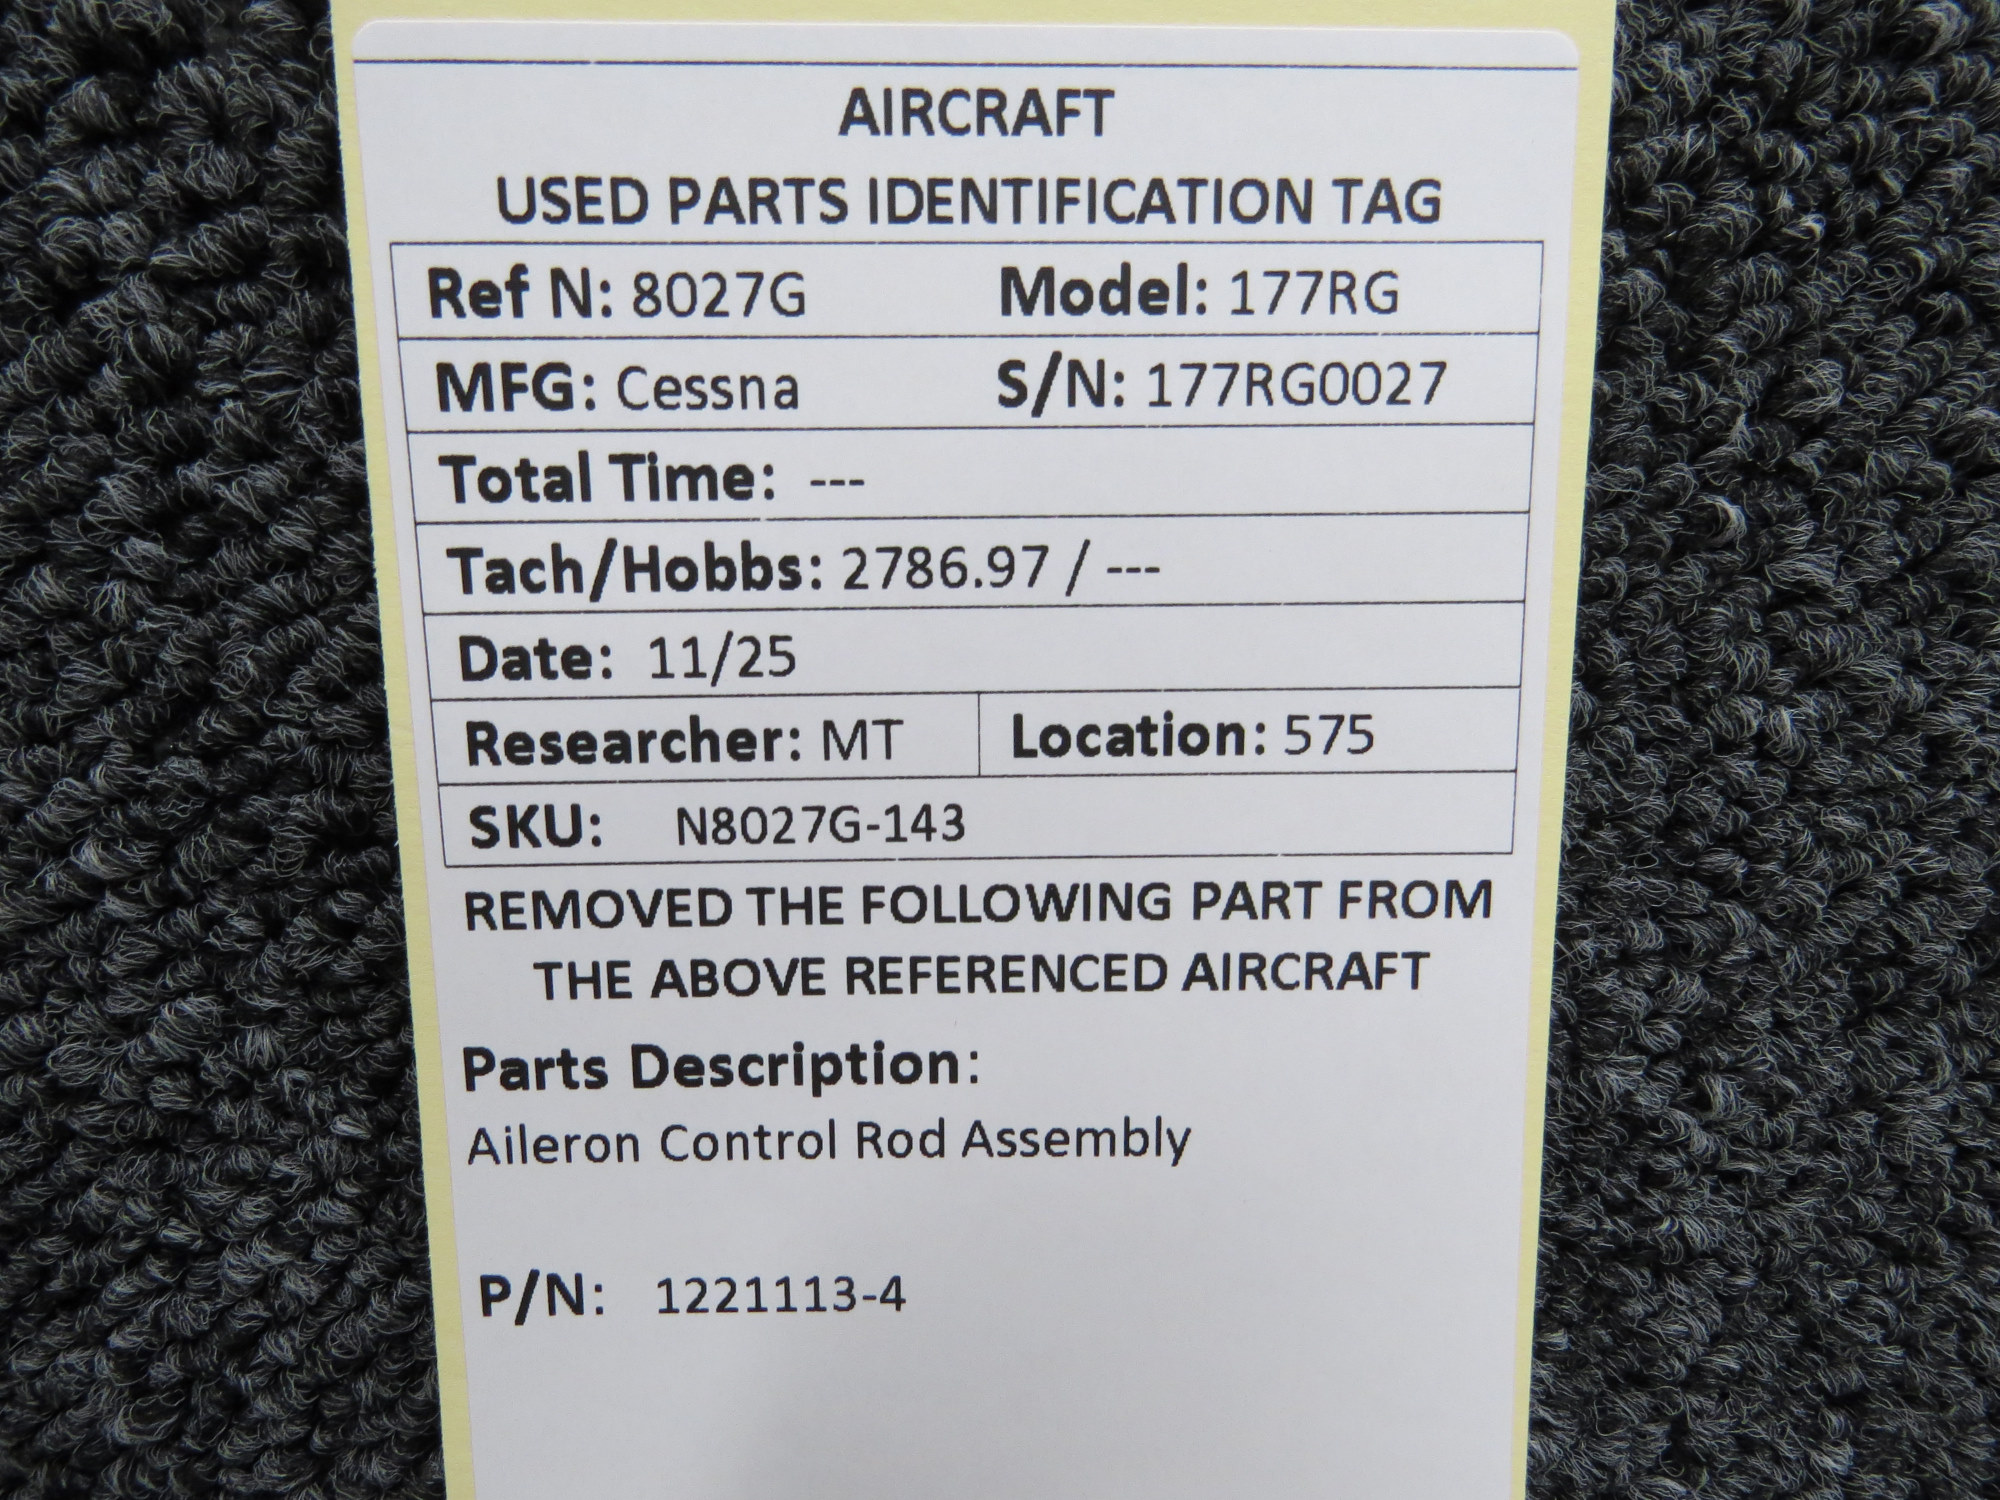 AIRCRAFT
USED PARTS IDENTIFICATION TAG
Ref N: 8027G Model: 177RG
MFG: Cessna S/N: 177RG0027
Total Time: ---
Tach/Hobbs: 2786.97 / ---
Date: 11/25
Researcher: MT Location: 575
SKU: N8027G-143
REMOVED THE FOLLOWING PART FROM
THE ABOVE REFERENCED AIRCRAFT
Parts Description:
Aileron Control Rod Assembly
P/N: 1221113-4